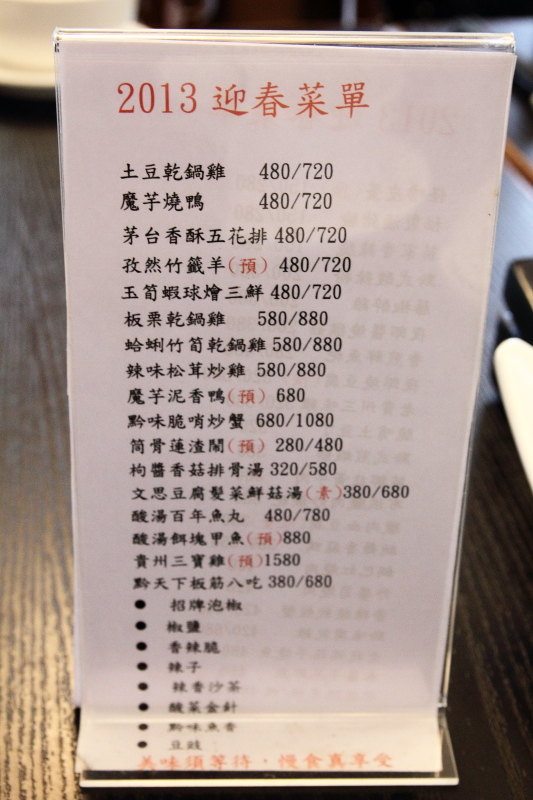 2013 迎春菜單
土豆乾鍋雞 480/720
魔芋燒鴨 480/720
茅台香酥五花排 480/720
孜然竹籤羊(預) 480/720
玉筍蝦球燴三鮮 480/720
板栗乾鍋雞 580/880
蛤蜊竹筍乾鍋雞 580/880
辣味松茸炒雞 580/880
魔芋泥香鴨(預) 680
黔味脆哨炒蟹 680/1080
筒骨蓮渣鬧(預) 280/480
枸醬香菇排骨湯 320/580
文思豆腐髮菜鮮菇湯(素)380/680
酸湯百年魚丸 480/780
酸湯餌塊甲魚(預)880
貴州三寶雞(預)1580
黔天下板筋八吃 380/680
● 招牌泡椒
● 椒鹽
● 香辣脆
● 辣子
● 辣香沙茶
● 酸菜金針
● 黔味魚香
● 豆豉
美味須等待，慢食真享受